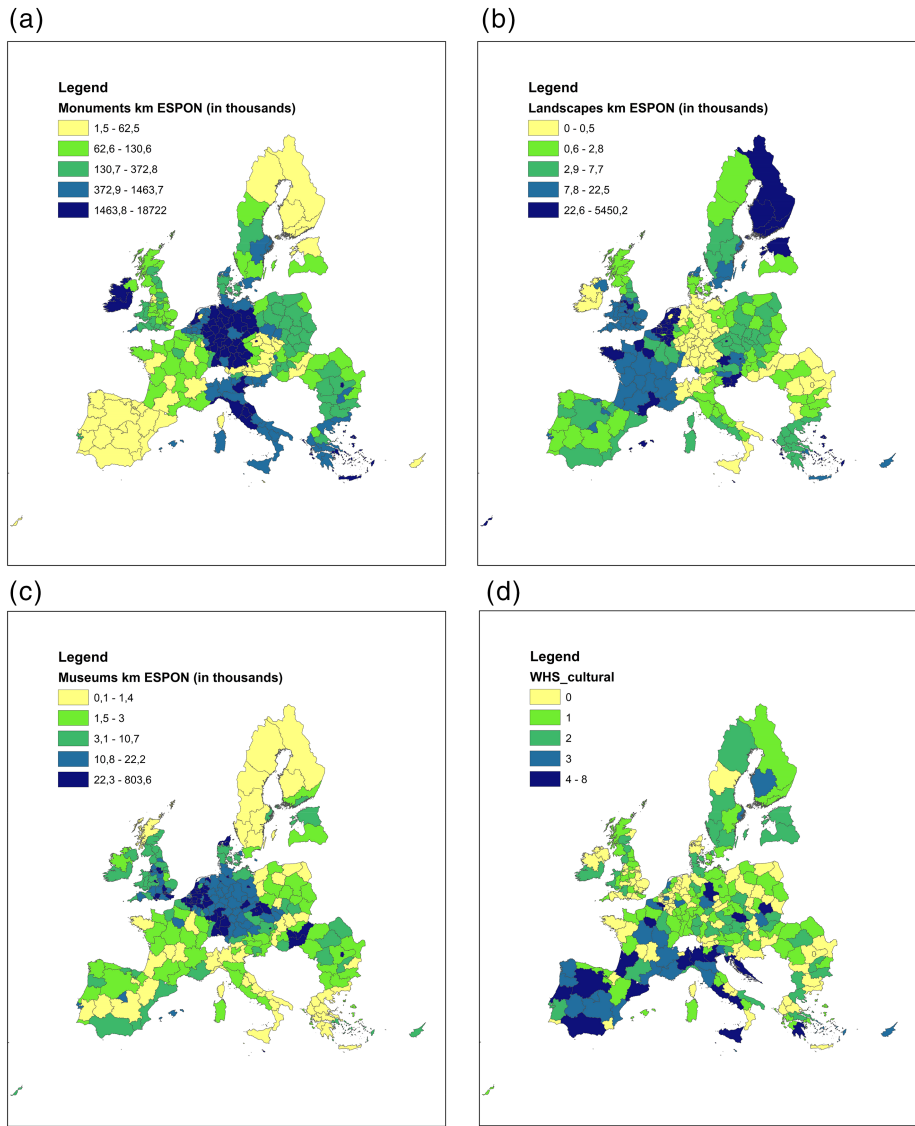 (a)
Legend
Monuments km ESPON (in thousands)
1,5 - 62,5
62,6 - 130,6
130,7 - 372,8
372,9 - 1463,7
1463,8 - 18722
(b)
Legend
Landscapes km ESPON (in thousands)
0 - 0,5
0,6 - 2,8
2,9 - 7,7
7,8 - 22,5
22,6 - 5450,2
(c)
Legend
Museums km ESPON (in thousands)
0,1 - 1,4
1,5 - 3
3,1 - 10,7
10,8 - 22,2
22,3 - 803,6
(d)
Legend
WHS_cultural
0
1
2
3
4 - 8